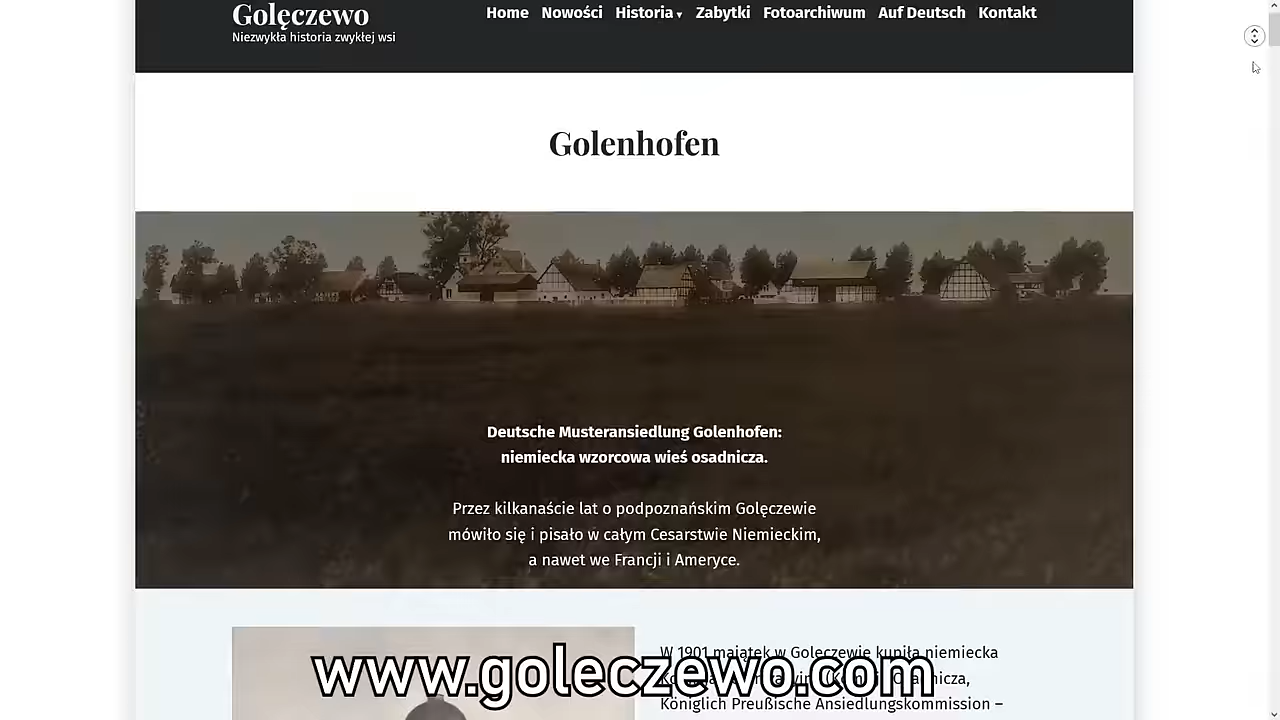 Golęczewo
Niezwykła historia zwykłej wsi
Home Nowości Historia ▾ Zabytki Fotoarchiwum Auf Deutsch Kontakt
Golenhofen
Deutsche Musteransiedlung Golenhofen:
niemiecka wzorcowa wieś osadnicza.
Przez kilkanaście lat o podpoznańskim Golęczewie
mówiło się i pisało w całym Cesarstwie Niemieckim,
a nawet we Francji i Ameryce.
W 1901 majątek w Golęczewie kupiła niemiecka
Königlich Preußische Ansiedlungskommission –
www.goleczewo.com